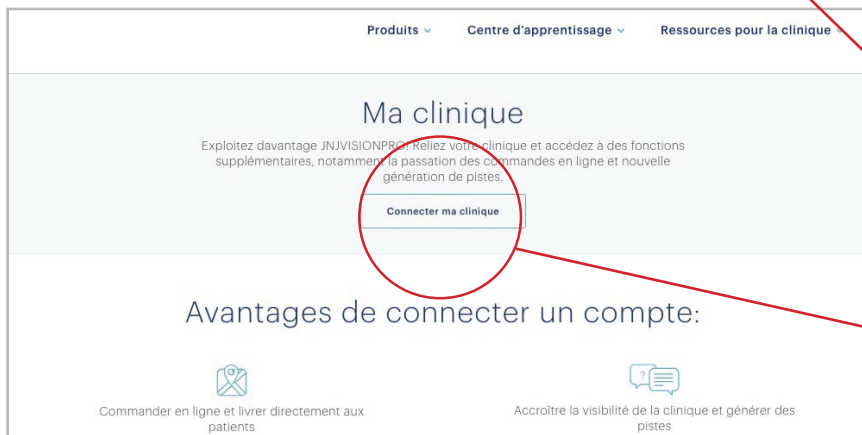 Produits Centre d'apprentissage Ressources pour la clinique
Ma clinique
Exploitez davantage JNJVISIONPRO! Reliez votre clinique et accédez à des fonctions
supplémentaires, notamment la passation des commandes en ligne et nouvelle
génération de pistes.
Connecter ma clinique
Avantages de connecter un compte:
?
Commander en ligne et livrer directement aux
patients
Accroître la visibilité de la clinique et générer des
pistes